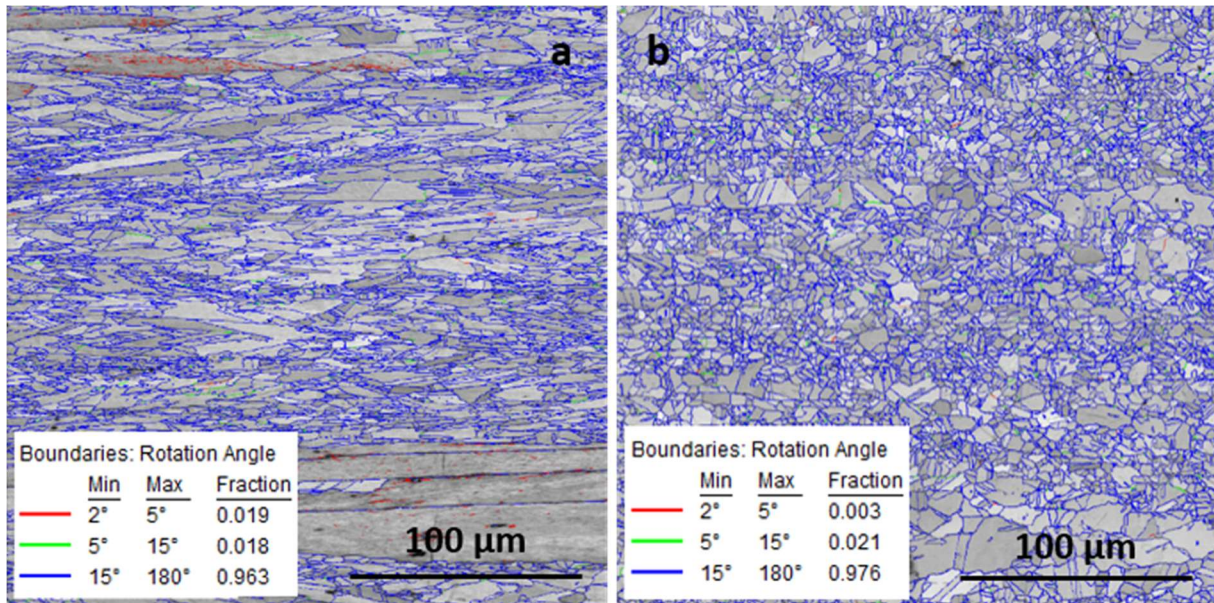 a
b
Boundaries: Rotation Angle
Min Max Fraction
2° 5° 0.019
5° 15° 0.018
15° 180° 0.963
100 µm
Boundaries: Rotation Angle
Min Max Fraction
2° 5° 0.003
5° 15° 0.021
15° 180° 0.976
100 µm